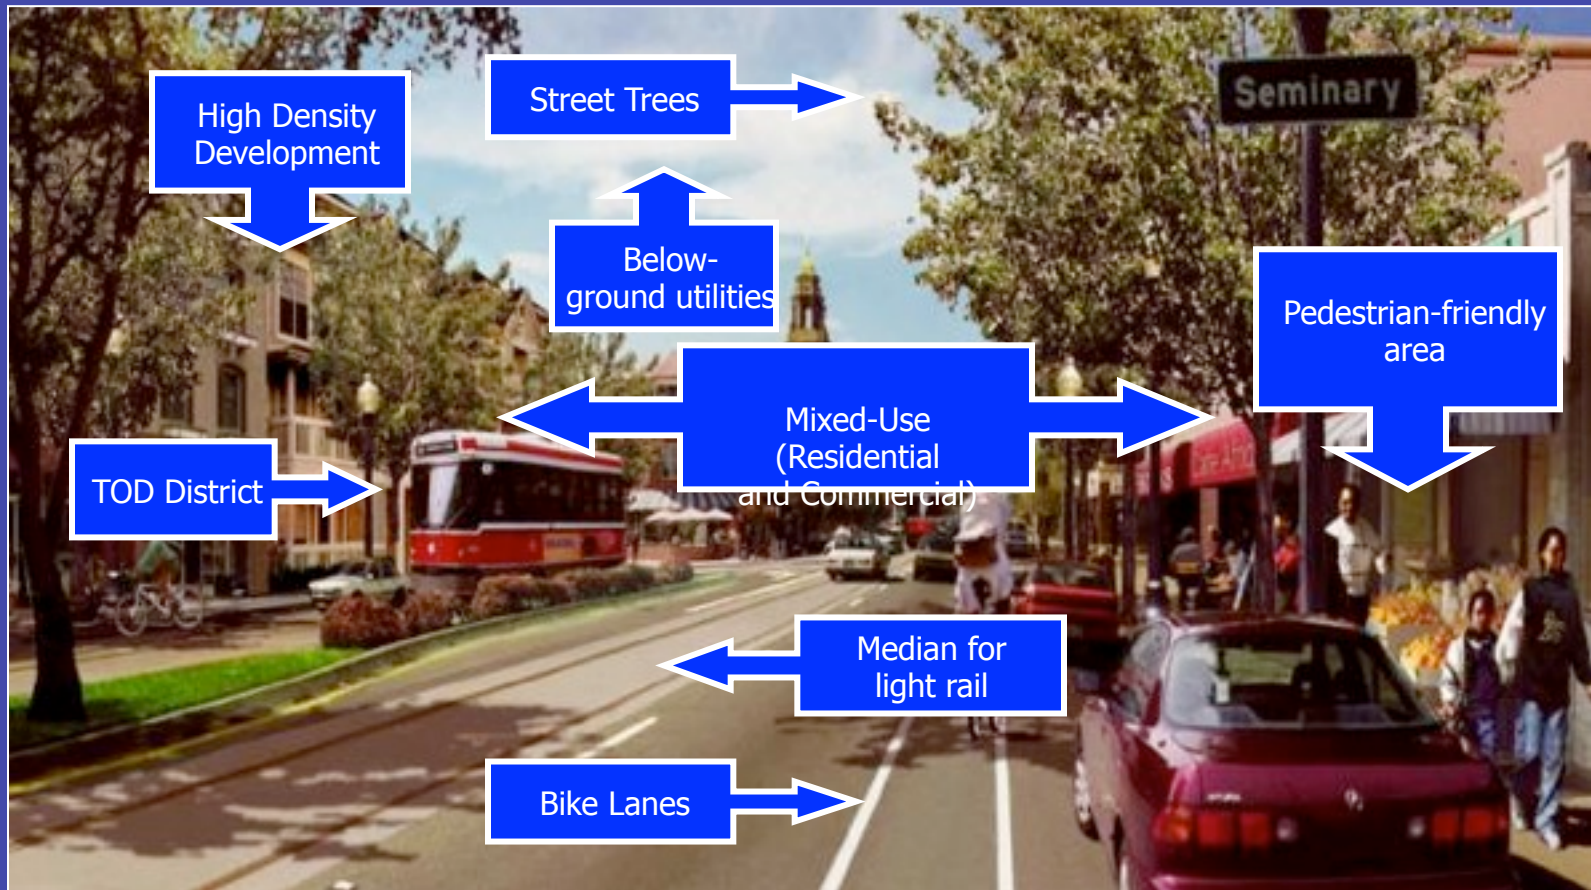 High Density
Development
Street Trees
Seminary
Below-
ground utilities
Pedestrian-friendly
area
Mixed-Use
(Residential
and Commercial)
TOD District
Median for
light rail
Bike Lanes